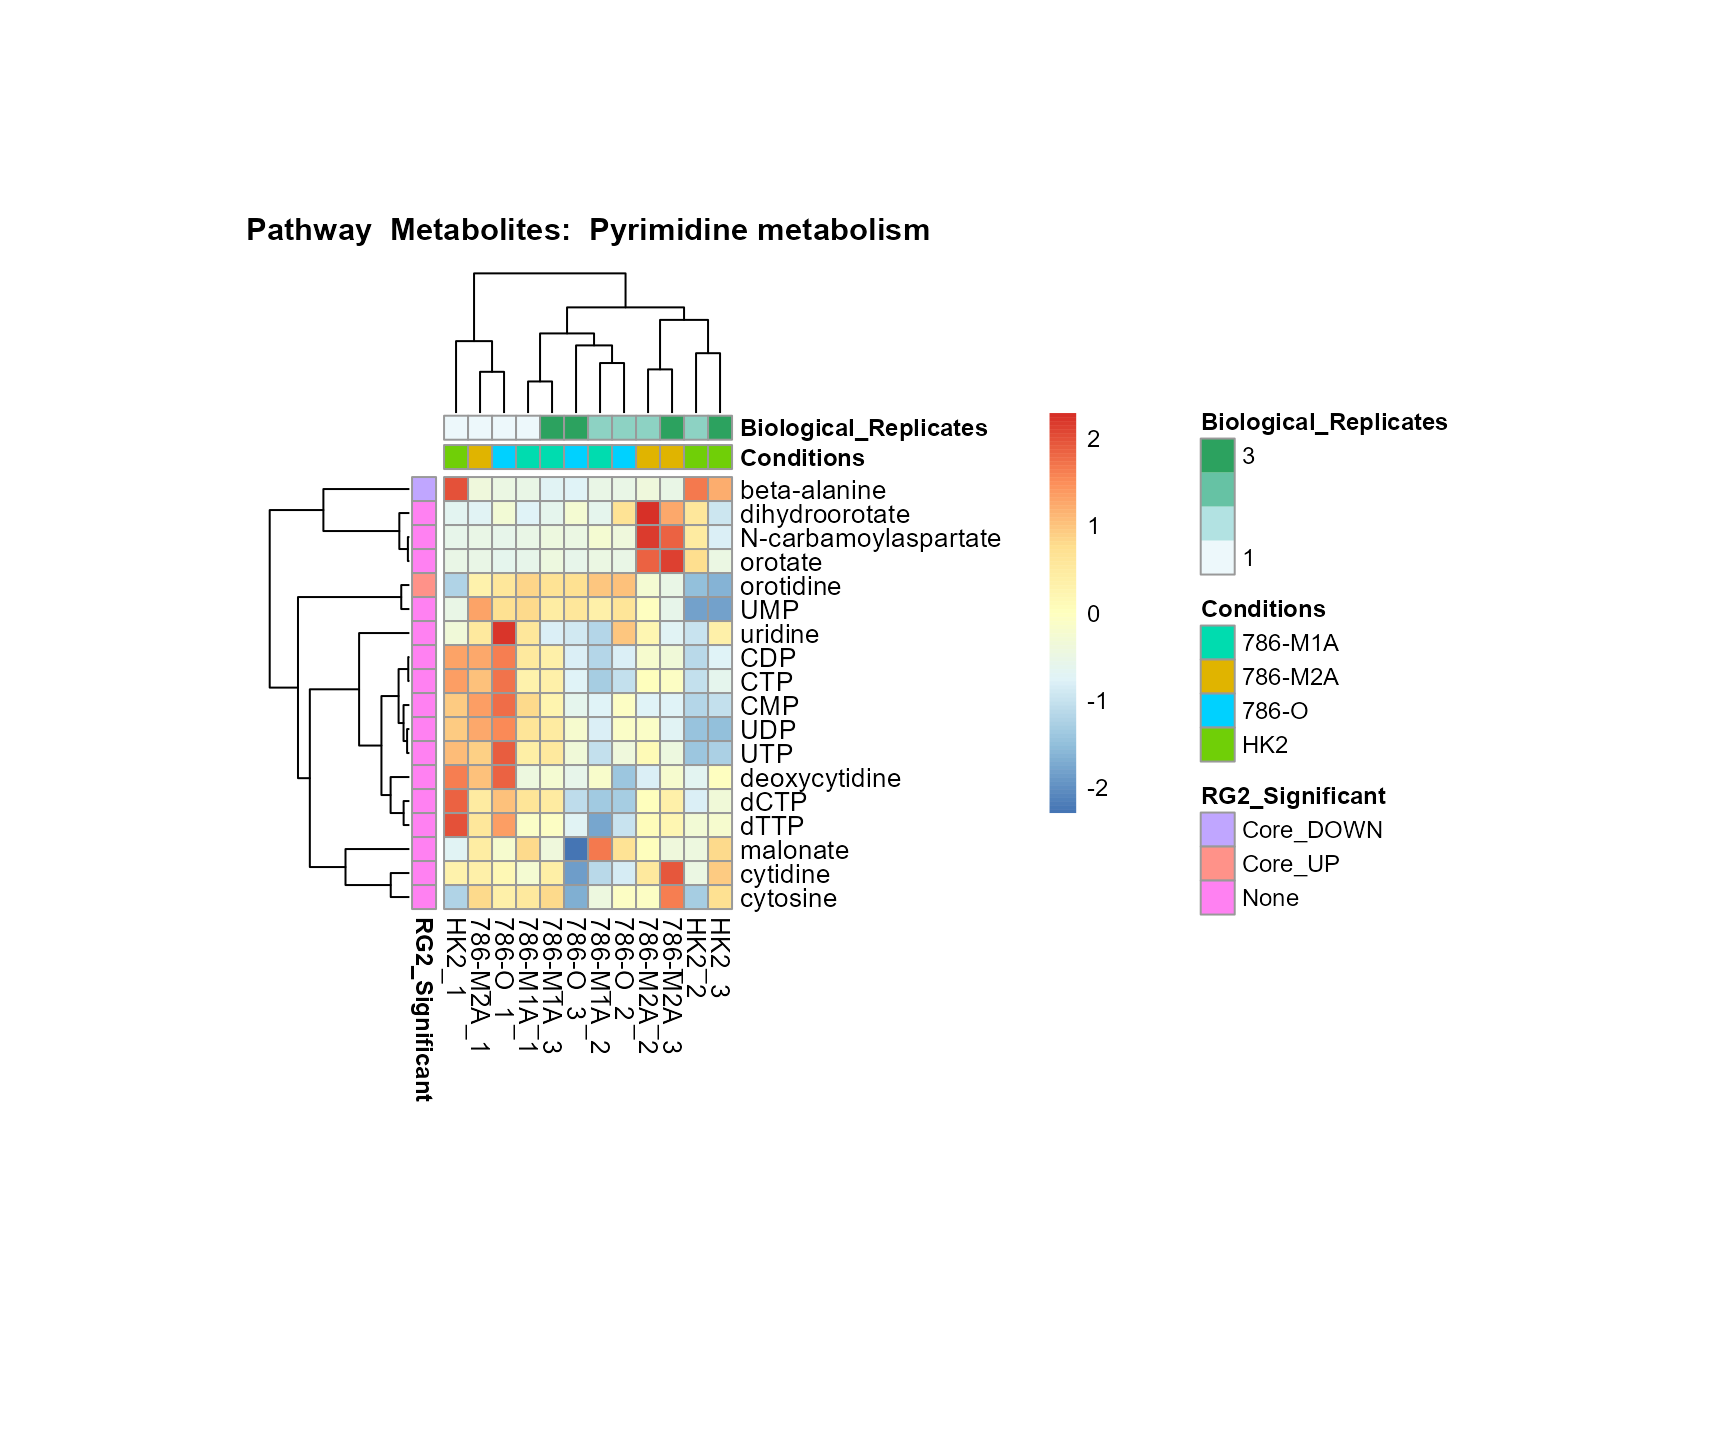 Pathway  Metabolites:  Pyrimidine metabolism
Biological_Replicates
Conditions
beta-alanine
dihydroorotate
N-carbamoylaspartate
orotate
orotidine
UMP
uridine
CDP
CTP
CMP
UDP
UTP
deoxycytidine
dCTP
dTTP
malonate
cytidine
cytosine
RG2_Significant
HK2_1
786-M2A_1
786-O_1
786-M1A_1
786-M1A_3
786-O_3
786-M1A_2
786-O_2
786-M2A_2
786-M2A_3
HK2_2
HK2_3
2
1
0
-1
-2
Biological_Replicates
3
1
Conditions
786-M1A
786-M2A
786-O
HK2
RG2_Significant
Core_DOWN
Core_UP
None